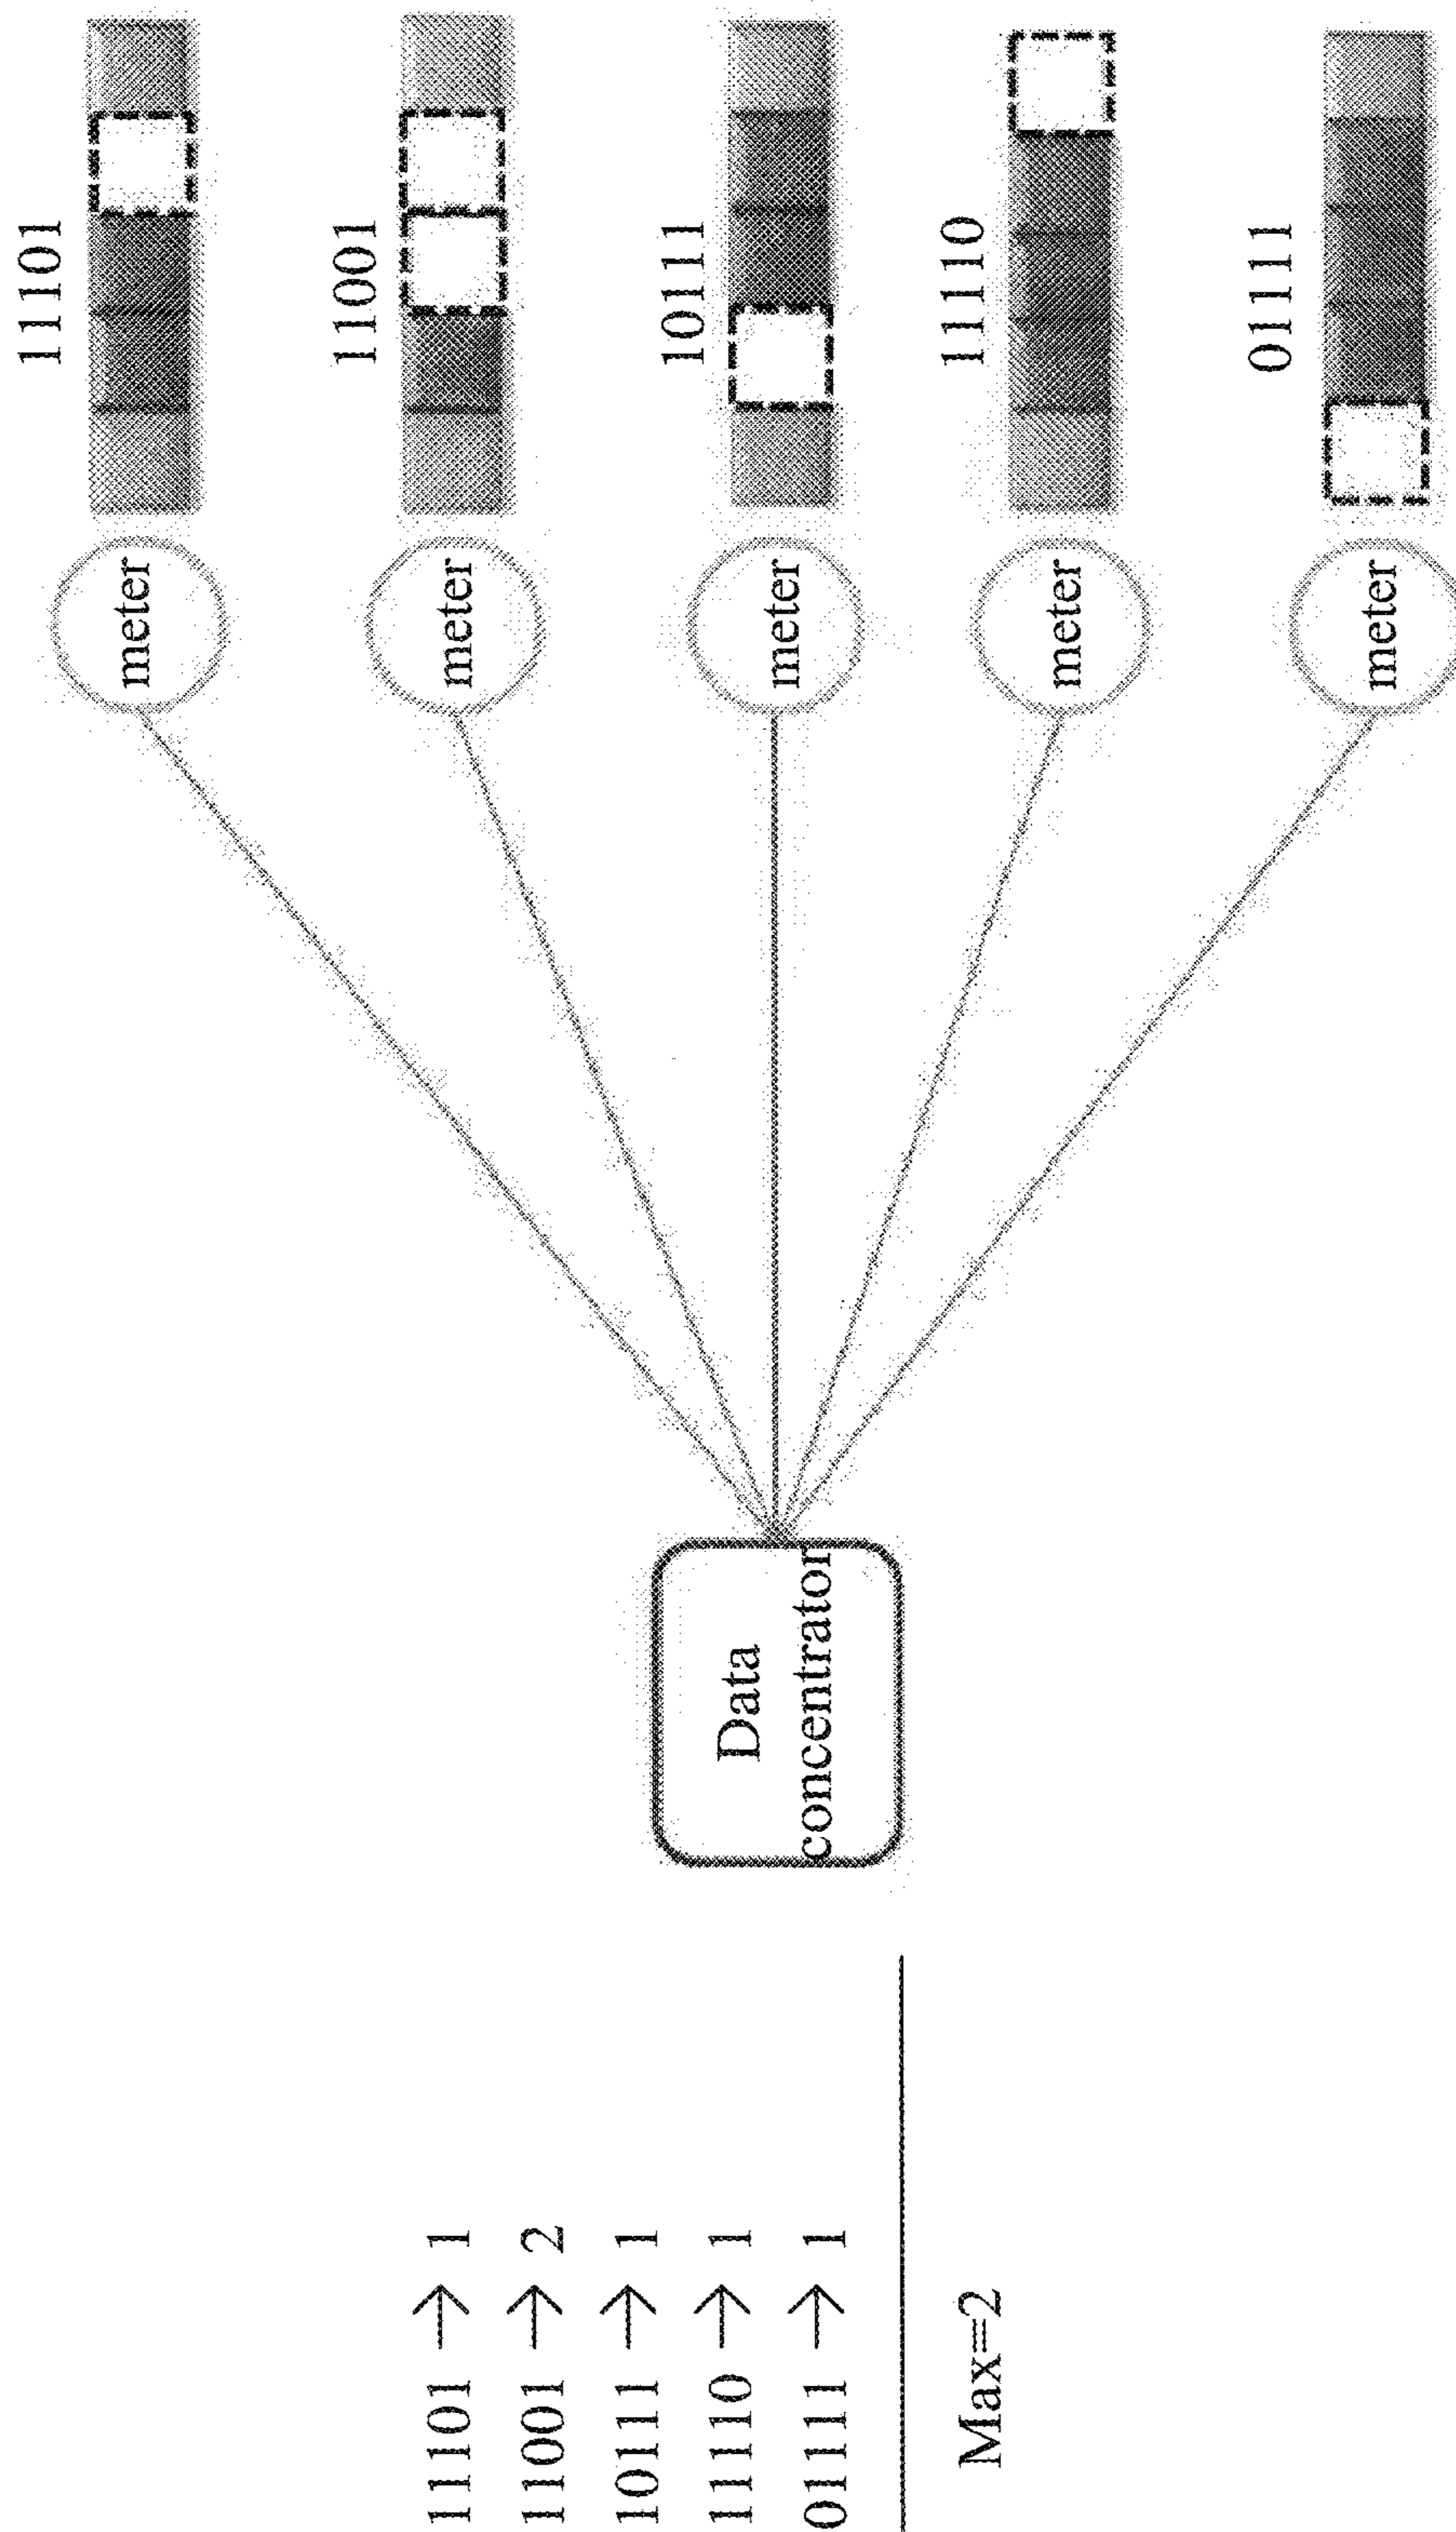 11101 → 1
11001 → 2
10111 → 1
11110 → 1
01111 → 1
Max=2
Data
concentrator
meter
11101
meter
11001
meter
10111
meter
11110
meter
01111